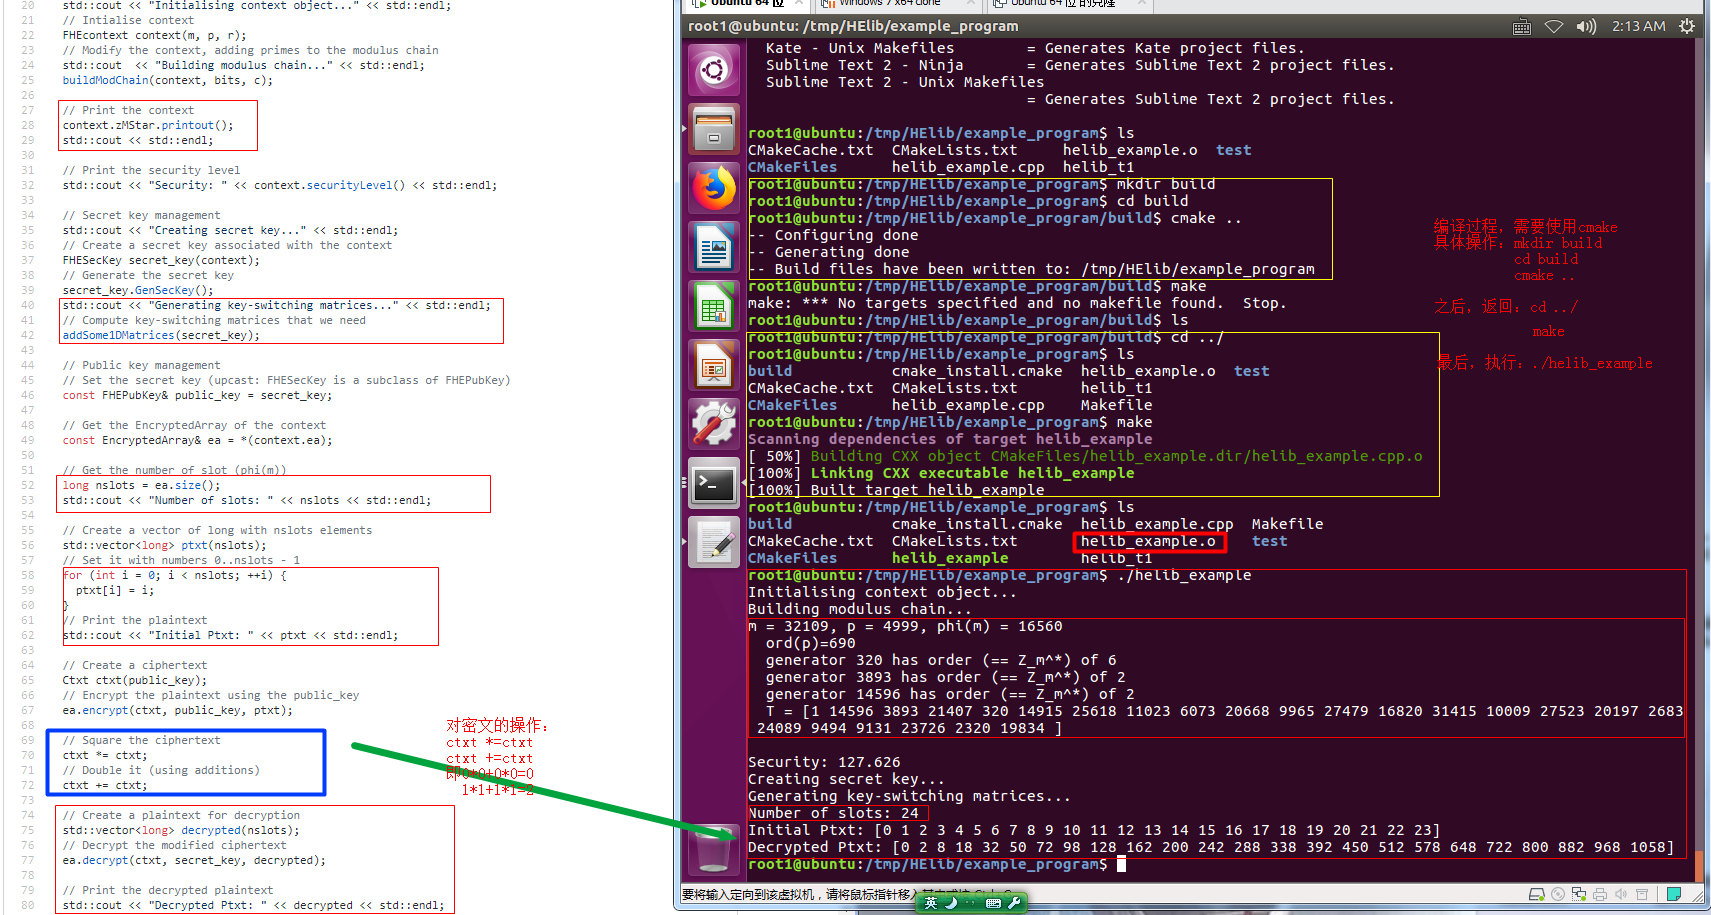 20 std::cout << "Initialising context object..." << std::endl;
21 // Intialise context
22 FHEcontext context(m, p, r);
23 // Modify the context, adding primes to the modulus chain
24 std::cout  << "Building modulus chain..." << std::endl;
25 buildModChain(context, bits, c);
26
27 // Print the context
28 context.zMStar.printout();
29 std::cout << std::endl;
30
31 // Print the security level
32 std::cout << "Security: " << context.securityLevel() << std::endl;
33
34 // Secret key management
35 std::cout << "Creating secret key..." << std::endl;
36 // Create a secret key associated with the context
37 FHESecKey secret_key(context);
38 // Generate the secret key
39 secret_key.GenSecKey();
40 std::cout << "Generating key-switching matrices..." << std::endl;
41 // Compute key-switching matrices that we need
42 addSome1DMatrices(secret_key);
43
44 // Public key management
45 // Set the secret key (upcast: FHESecKey is a subclass of FHEPubKey)
46 const FHEPubKey& public_key = secret_key;
47
48 // Get the EncryptedArray of the context
49 const EncryptedArray& ea = *(context.ea);
50
51 // Get the number of slot (phi(m))
52 long nslots = ea.size();
53 std::cout << "Number of slots: " << nslots << std::endl;
54
55 // Create a vector of long with nslots elements
56 std::vector<long> ptxt(nslots);
57 // Set it with numbers 0..nslots - 1
58 for (int i = 0; i < nslots; ++i) {
59   ptxt[i] = i;
60 }
61 // Print the plaintext
62 std::cout << "Initial Ptxt: " << ptxt << std::endl;
63
64 // Create a ciphertext
65 Ctxt ctxt(public_key);
66 // Encrypt the plaintext using the public_key
67 ea.encrypt(ctxt, public_key, ptxt);
68
69 // Square the ciphertext
70 ctxt *= ctxt;
71 // Double it (using additions)
72 ctxt += ctxt;
73
74 // Create a plaintext for decryption
75 std::vector<long> decrypted(nslots);
76 // Decrypt the modified ciphertext
77 ea.decrypt(ctxt, secret_key, decrypted);
78
79 // Print the decrypted plaintext
80 std::cout << "Decrypted Ptxt: " << decrypted << std::endl;
对密文的操作：
ctxt *=ctxt
ctxt +=ctxt
即0*0+0*0=0
1*1+1*1=2
Ubuntu 64 位
Windows 7 x64 clone
Ubuntu 64 位 的克隆
root1@ubuntu: /tmp/HElib/example_program
2:13 AM
Kate - Unix Makefiles         = Generates Kate project files.
Sublime Text 2 - Ninja        = Generates Sublime Text 2 project files.
Sublime Text 2 - Unix Makefiles
= Generates Sublime Text 2 project files.
root1@ubuntu:/tmp/HElib/example_program$ ls
CMakeCache.txt  CMakeLists.txt     helib_example.o  test
CMakeFiles      helib_example.cpp  helib_t1
root1@ubuntu:/tmp/HElib/example_program$ mkdir build
root1@ubuntu:/tmp/HElib/example_program$ cd build
root1@ubuntu:/tmp/HElib/example_program/build$ cmake ..
-- Configuring done
-- Generating done
-- Build files have been written to: /tmp/HElib/example_program
root1@ubuntu:/tmp/HElib/example_program/build$ make
make: *** No targets specified and no makefile found.  Stop.
root1@ubuntu:/tmp/HElib/example_program/build$ ls
root1@ubuntu:/tmp/HElib/example_program/build$ cd ../
root1@ubuntu:/tmp/HElib/example_program$ ls
build           cmake_install.cmake  helib_example.o  test
CMakeCache.txt  CMakeLists.txt       helib_t1
CMakeFiles      helib_example.cpp    Makefile
root1@ubuntu:/tmp/HElib/example_program$ make
Scanning dependencies of target helib_example
[ 50%] Building CXX object CMakeFiles/helib_example.dir/helib_example.cpp.o
[100%] Linking CXX executable helib_example
[100%] Built target helib_example
root1@ubuntu:/tmp/HElib/example_program$ ls
build           cmake_install.cmake  helib_example.cpp  Makefile
CMakeCache.txt  CMakeLists.txt       helib_example.o    test
CMakeFiles      helib_example        helib_t1
root1@ubuntu:/tmp/HElib/example_program$ ./helib_example
Initialising context object...
Building modulus chain...
m = 32109, p = 4999, phi(m) = 16560
ord(p)=690
generator 320 has order (== Z_m^*) of 6
generator 3893 has order (== Z_m^*) of 2
generator 14596 has order (== Z_m^*) of 2
T = [1 14596 3893 21407 320 14915 25618 11023 6073 20668 9965 27479 16820 31415 10009 27523 20197 2683
24089 9494 9131 23726 2320 19834 ]
Security: 127.626
Creating secret key...
Generating key-switching matrices...
Number of slots: 24
Initial Ptxt: [0 1 2 3 4 5 6 7 8 9 10 11 12 13 14 15 16 17 18 19 20 21 22 23]
Decrypted Ptxt: [0 2 8 18 32 50 72 98 128 162 200 242 288 338 392 450 512 578 648 722 800 882 968 1058]
root1@ubuntu:/tmp/HElib/example_program$
编译过程，需要使用cmake
具体操作：mkdir build
cd build
cmake ..
之后，返回：cd ../
make
最后，执行：./helib_example
要将输入定向到该虚拟机，请将鼠标指针移入
英